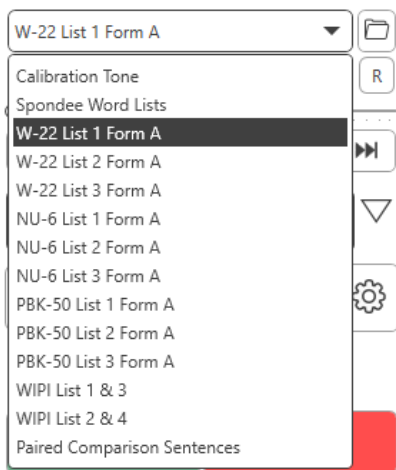 W-22 List 1 Form A
R
Calibration Tone
Spondee Word Lists
W-22 List 1 Form A
W-22 List 2 Form A
W-22 List 3 Form A
NU-6 List 1 Form A
NU-6 List 2 Form A
NU-6 List 3 Form A
PBK-50 List 1 Form A
PBK-50 List 2 Form A
PBK-50 List 3 Form A
WIPI List 1 & 3
WIPI List 2 & 4
Paired Comparison Sentences